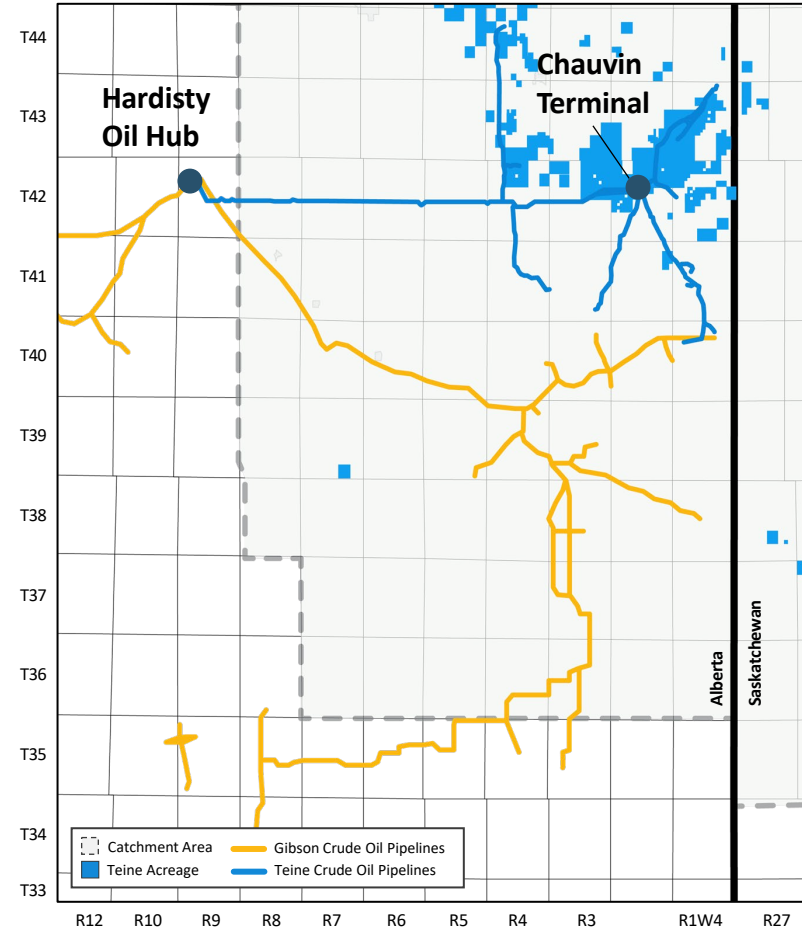 T44
T43
T42
T41
T40
T39
T38
T37
T36
T35
T34
T33
Hardisty
Oil Hub
Chauvin
Terminal
Alberta
Saskatchewan
Catchment Area
Gibson Crude Oil Pipelines
Teine Acreage
Teine Crude Oil Pipelines
R12 R10 R9 R8 R7 R6 R5 R4 R3 R1W4 R27